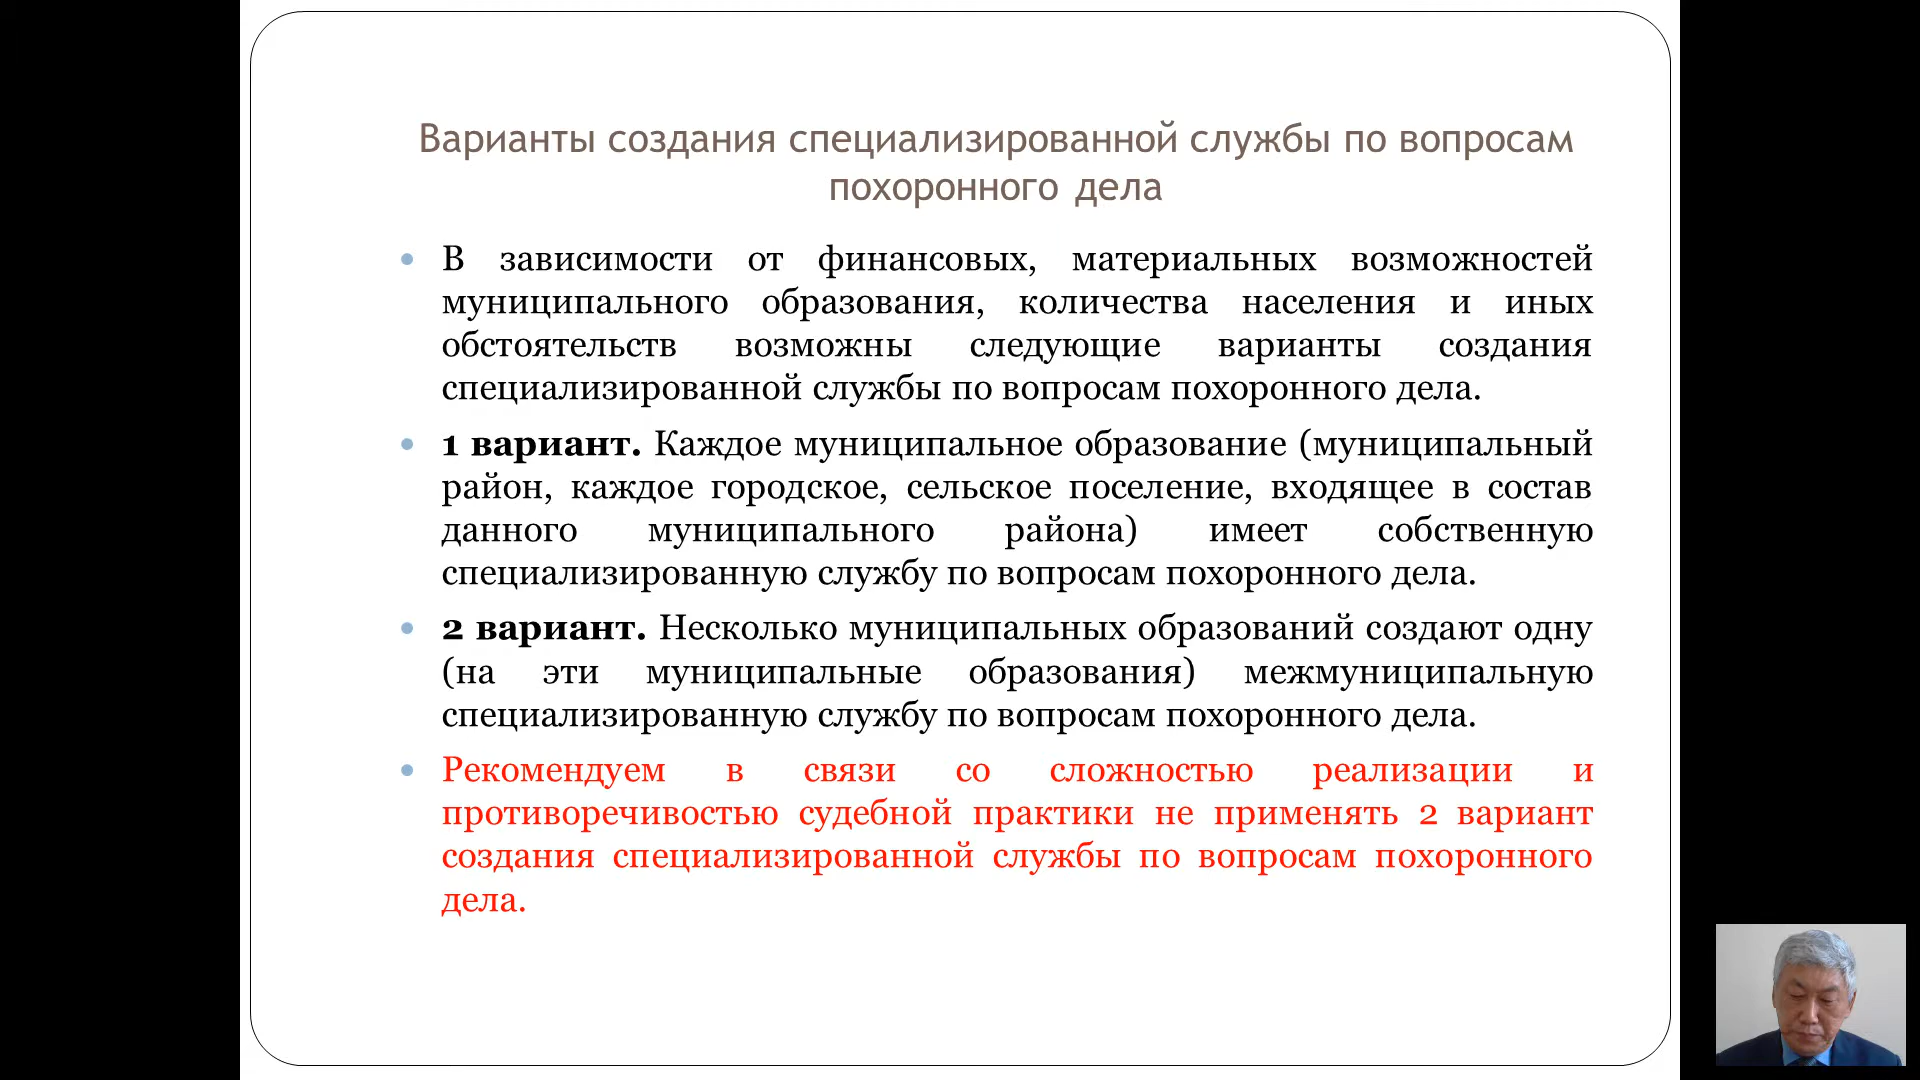 Варианты создания специализированной службы по вопросам
похоронного дела
В зависимости от финансовых, материальных возможностей
муниципального образования, количества населения и иных
обстоятельств возможны следующие варианты создания
специализированной службы по вопросам похоронного дела.
1 вариант. Каждое муниципальное образование (муниципальный
район, каждое городское, сельское поселение, входящее в состав
данного муниципального района) имеет собственную
специализированную службу по вопросам похоронного дела.
2 вариант. Несколько муниципальных образований создают одну
(на эти муниципальные образования) межмуниципальную
специализированную службу по вопросам похоронного дела.
Рекомендуем в связи со сложностью реализации и
противоречивостью судебной практики не применять 2 вариант
создания специализированной службы по вопросам похоронного
дела.